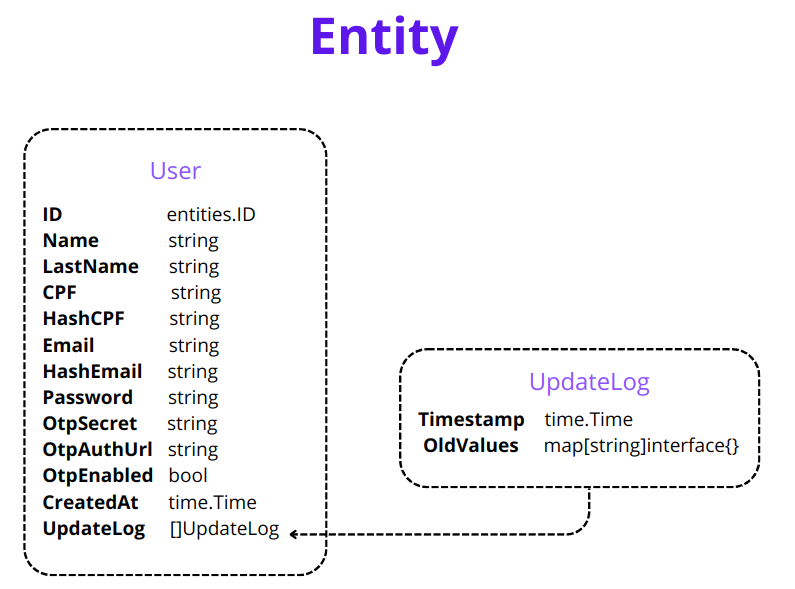 Entity
User
ID entities.ID
Name string
LastName string
CPF string
HashCPF string
Email string
HashEmail string
Password string
OtpSecret string
OtpAuthUrl string
OtpEnabled bool
CreatedAt time.Time
UpdateLog []UpdateLog
UpdateLog
Timestamp time.Time
OldValues map[string]interface{}